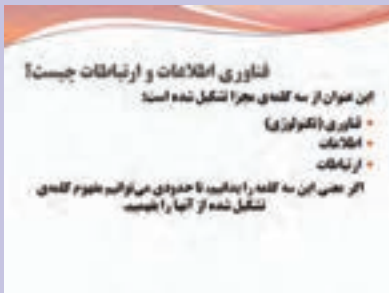 فناوری اطلاعات و ارتباطات چیست؟
این عنوان از سه کلمه‌ی مجزا تشکیل شده است:
• فناوری (تکنولوژی)
• اطلاعات
• ارتباطات
اگر معنی این سه کلمه را بدانیم، تا حدودی می‌توانیم مفهوم کلمه‌ی
تشکیل شده از آنها را بفهمیم.